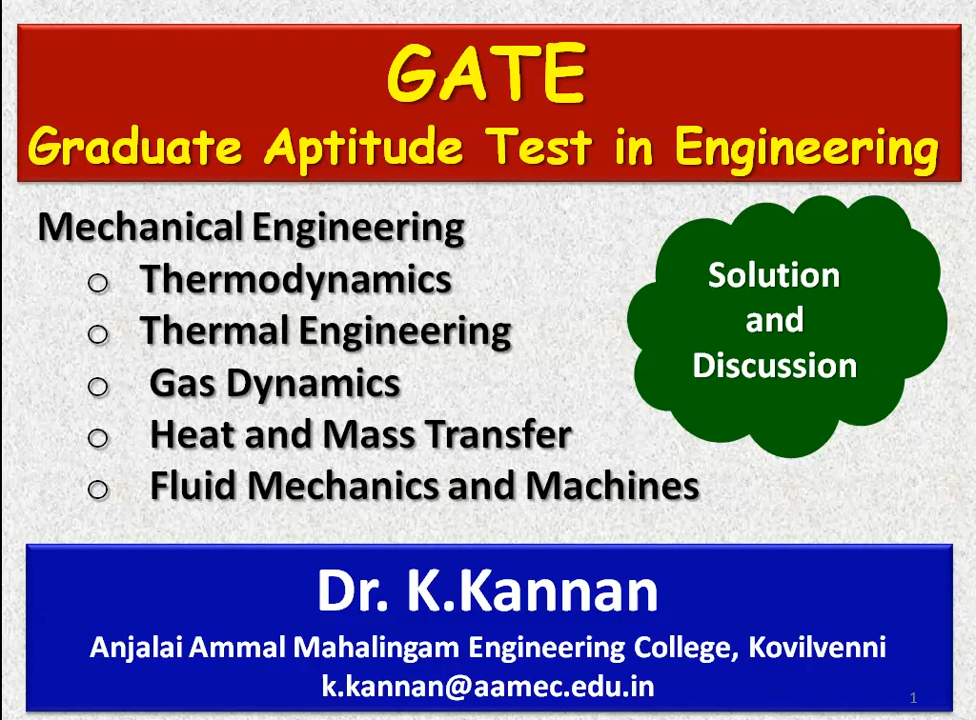 GATE
Graduate Aptitude Test in Engineering
Mechanical Engineering
o Thermodynamics
o Thermal Engineering
o Gas Dynamics
o Heat and Mass Transfer
o Fluid Mechanics and Machines
Solution
and
Discussion
Dr. K.Kannan
Anjalai Ammal Mahalingam Engineering College, Kovilvenni
k.kannan@aamec.edu.in
1